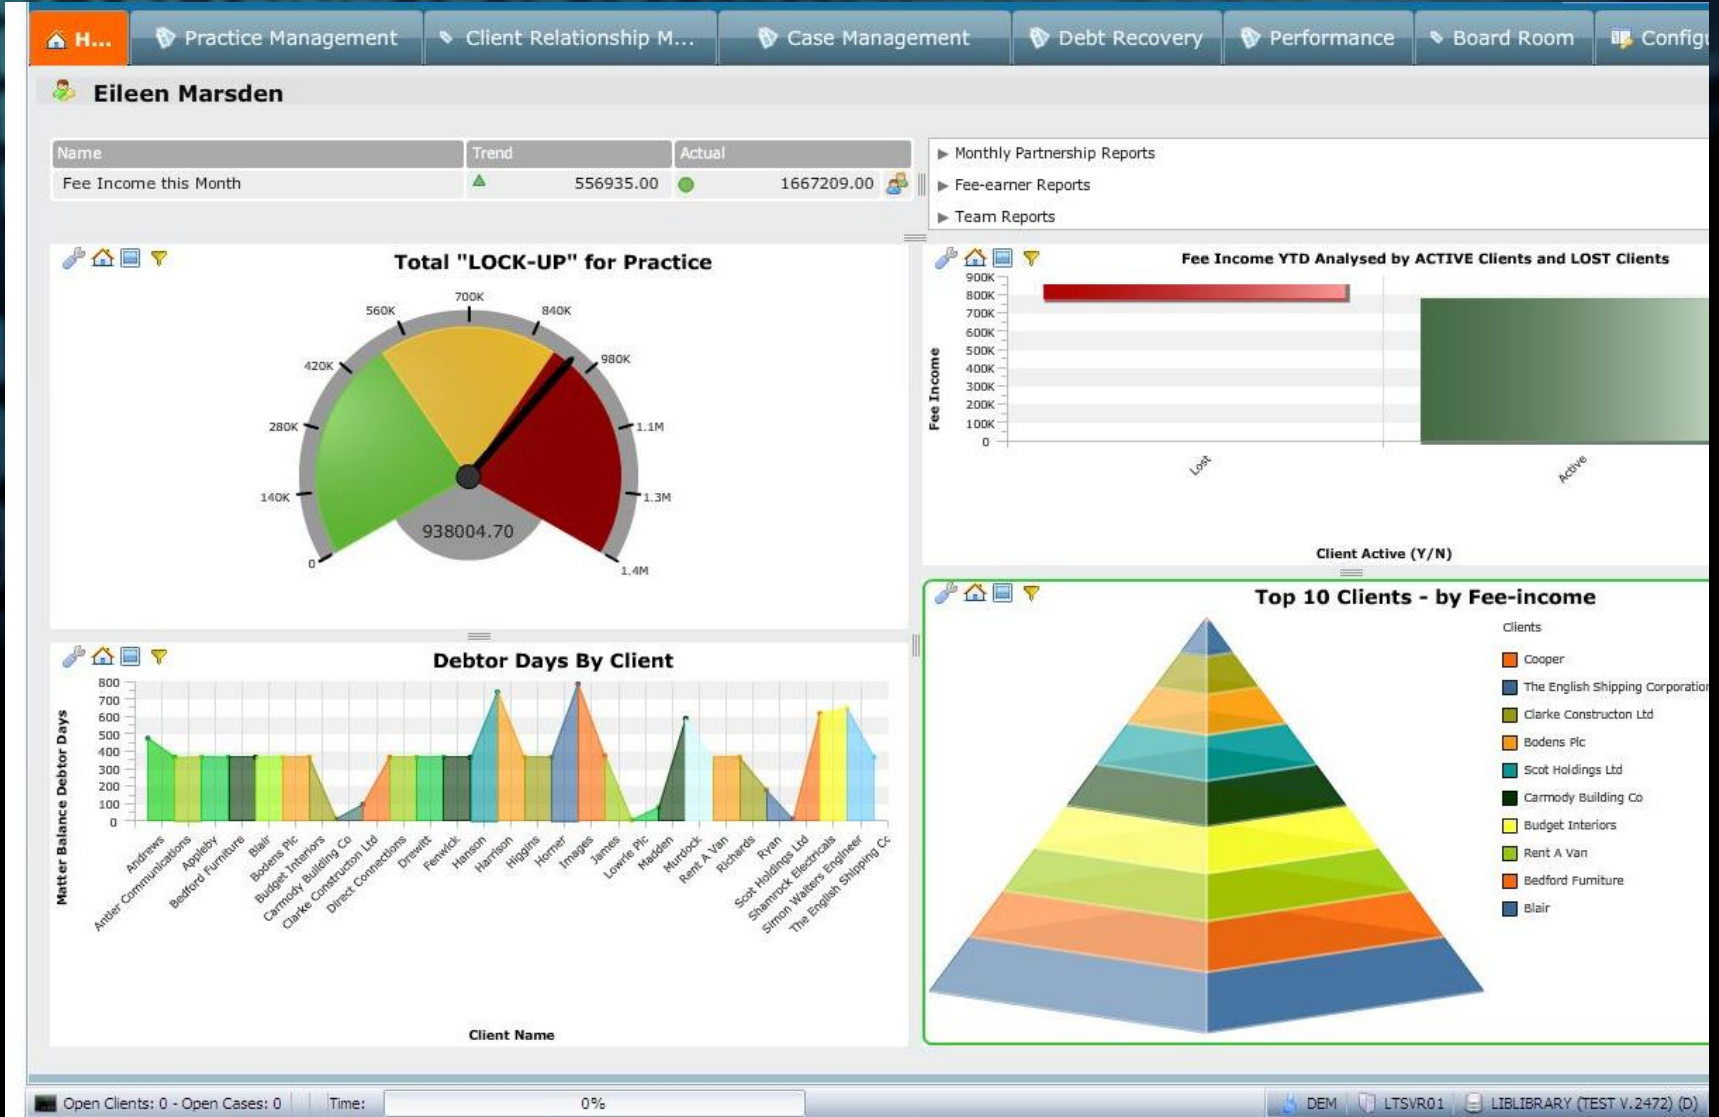 H...
Practice Management
Client Relationship M...
Case Management
Debt Recovery
Performance
Board Room
Configu
Eileen Marsden
Name Trend Actual
Fee Income this Month 556935.00 1667209.00
Monthly Partnership Reports
Fee-earner Reports
Team Reports
Total "LOCK-UP" for Practice
0
140K
280K
420K
560K
700K
840K
980K
1.1M
1.3M
1.4M
938004.70
Fee Income YTD Analysed by ACTIVE Clients and LOST Clients
Fee Income
900K
800K
700K
600K
500K
400K
300K
200K
100K
0
Lost
Active
Client Active (Y/N)
Debtor Days By Client
Matter Balance Debtor Days
800
700
600
500
400
300
200
100
0
Andrews
Antler Communications
Appleby
Bedford Furniture
Blair
Bodens Plc
Budget Interiors
Carmody Building Co
Clarke Constructon Ltd
Direct Connections
Drewitt
Fenwick
Hanson
Harrison
Higgins
Horner
Images
James
Lowrie Plc
Madden
Murdock
Rent A Van
Richards
Ryan
Scot Holdings Ltd
Shamrock Electricals
Simon Walters Engineer
The English Shipping Cc
Client Name
Top 10 Clients - by Fee-income
Clients
Cooper
The English Shipping Corporation
Clarke Constructon Ltd
Bodens Plc
Scot Holdings Ltd
Carmody Building Co
Budget Interiors
Rent A Van
Bedford Furniture
Blair
Open Clients: 0 - Open Cases: 0
Time:
0%
DEM
LTSVR01
LIBLIBRARY (TEST V.2472) (D)